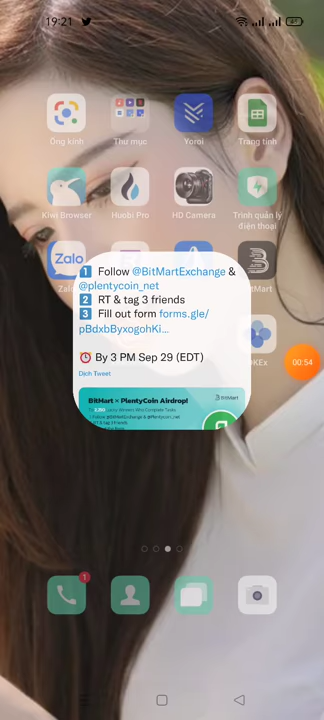 19:21
Ống kính
Thư mục
Yoroi
Trang tính
Kiwi Browser
Huobi Pro
HD Camera
Trình quản lý
điện thoại
Zalo
1 Follow @BitMartExchange &
@plentycoin_net
2 RT & tag 3 friends
3 Fill out form forms.gle/
pBdxbByxogohKi...
By 3 PM Sep 29 (EDT)
Dịch Tweet
BitMart × PlentyCoin Airdrop!
BitMart
00:54
1